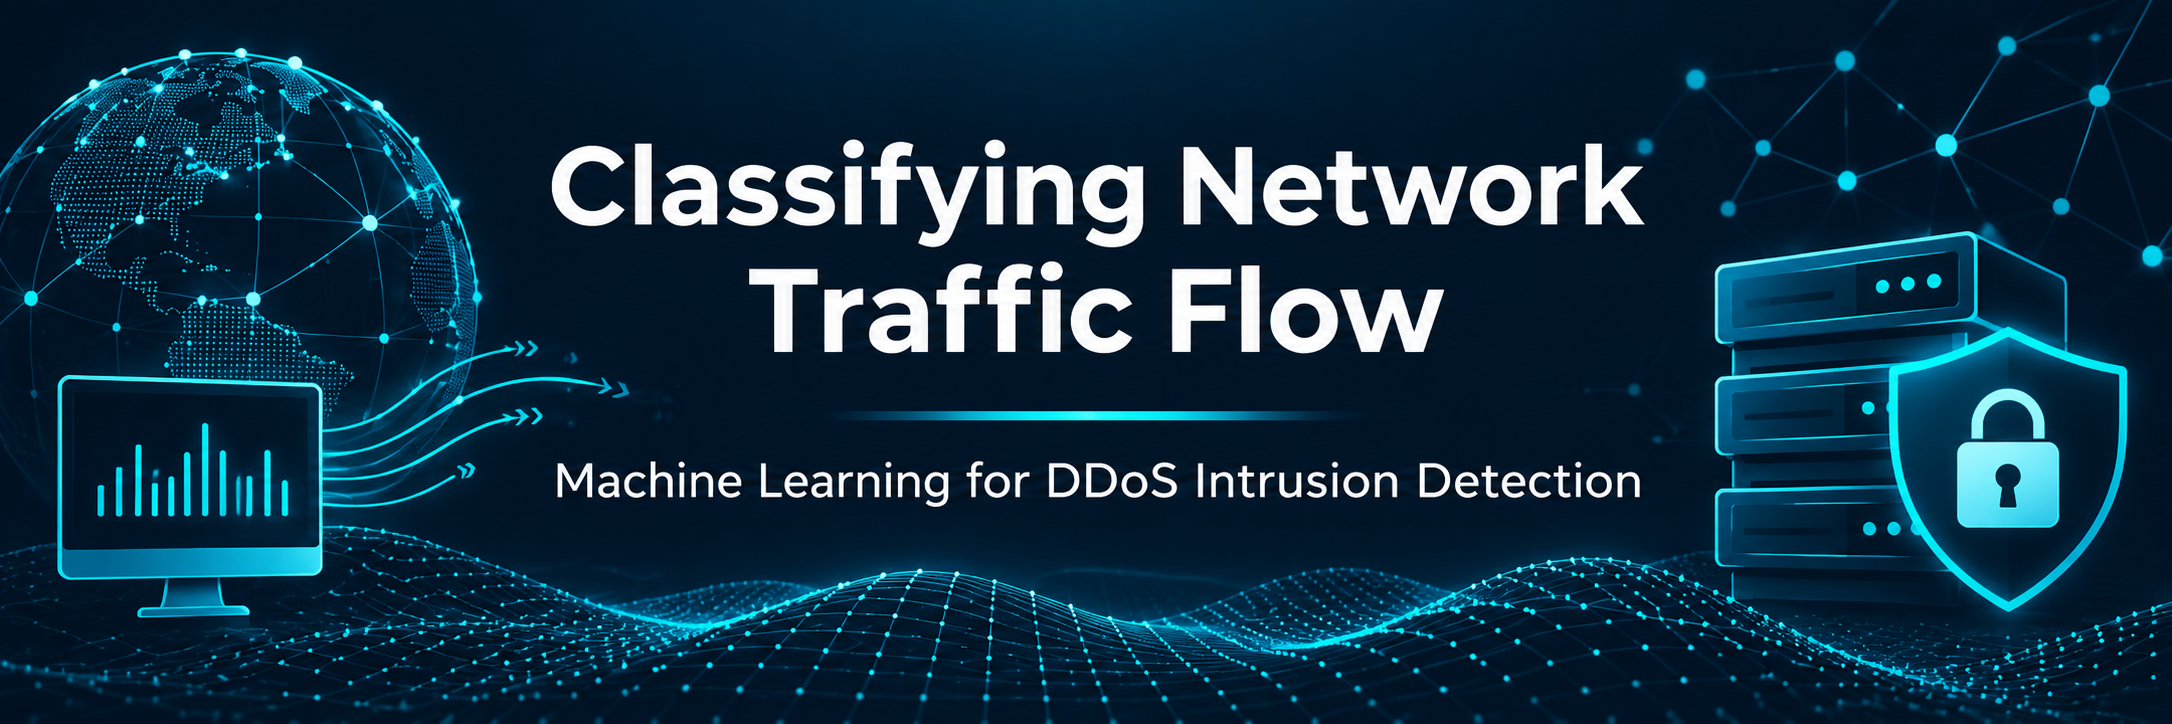 Classifying Network
Traffic Flow
Machine Learning for DDoS Intrusion Detection